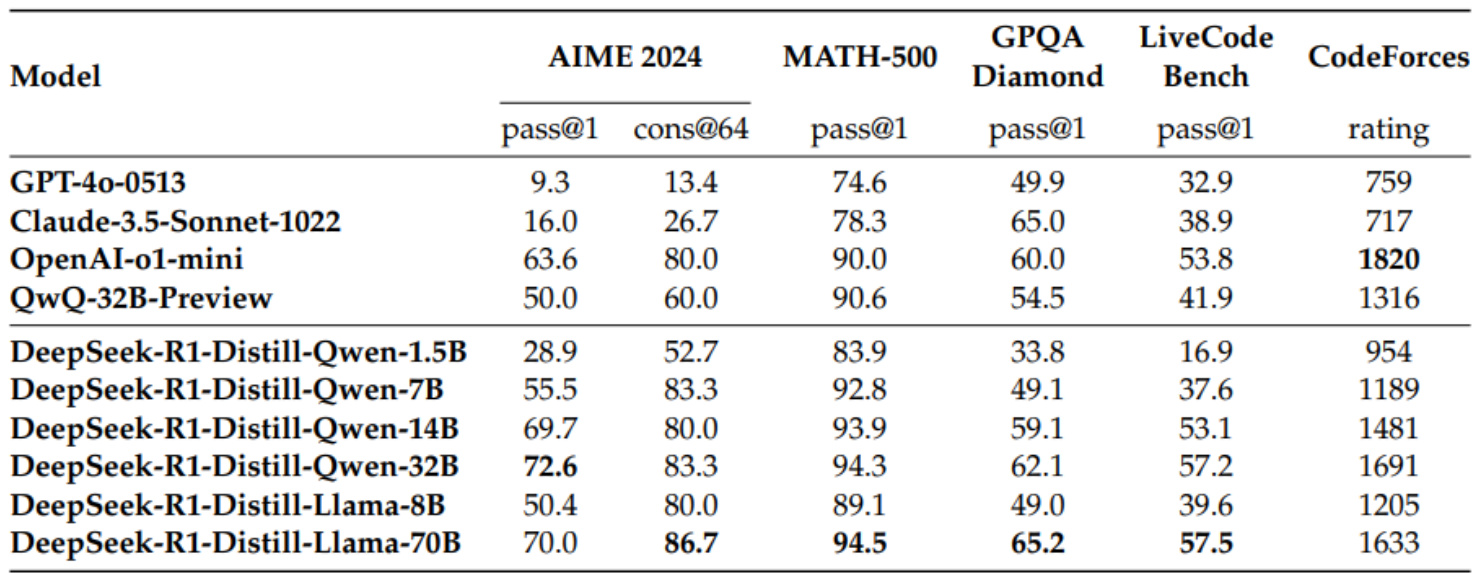 Model AIME 2024 MATH-500 GPQA Diamond LiveCode Bench CodeForces
pass@1 cons@64 pass@1 pass@1 pass@1 rating
GPT-4o-0513 9.3 13.4 74.6 49.9 32.9 759
Claude-3.5-Sonnet-1022 16.0 26.7 78.3 65.0 38.9 717
OpenAI-o1-mini 63.6 80.0 90.0 60.0 53.8 1820
QwQ-32B-Preview 50.0 60.0 90.6 54.5 41.9 1316
DeepSeek-R1-Distill-Qwen-1.5B 28.9 52.7 83.9 33.8 16.9 954
DeepSeek-R1-Distill-Qwen-7B 55.5 83.3 92.8 49.1 37.6 1189
DeepSeek-R1-Distill-Qwen-14B 69.7 80.0 93.9 59.1 53.1 1481
DeepSeek-R1-Distill-Qwen-32B 72.6 83.3 94.3 62.1 57.2 1691
DeepSeek-R1-Distill-Llama-8B 50.4 80.0 89.1 49.0 39.6 1205
DeepSeek-R1-Distill-Llama-70B 70.0 86.7 94.5 65.2 57.5 1633